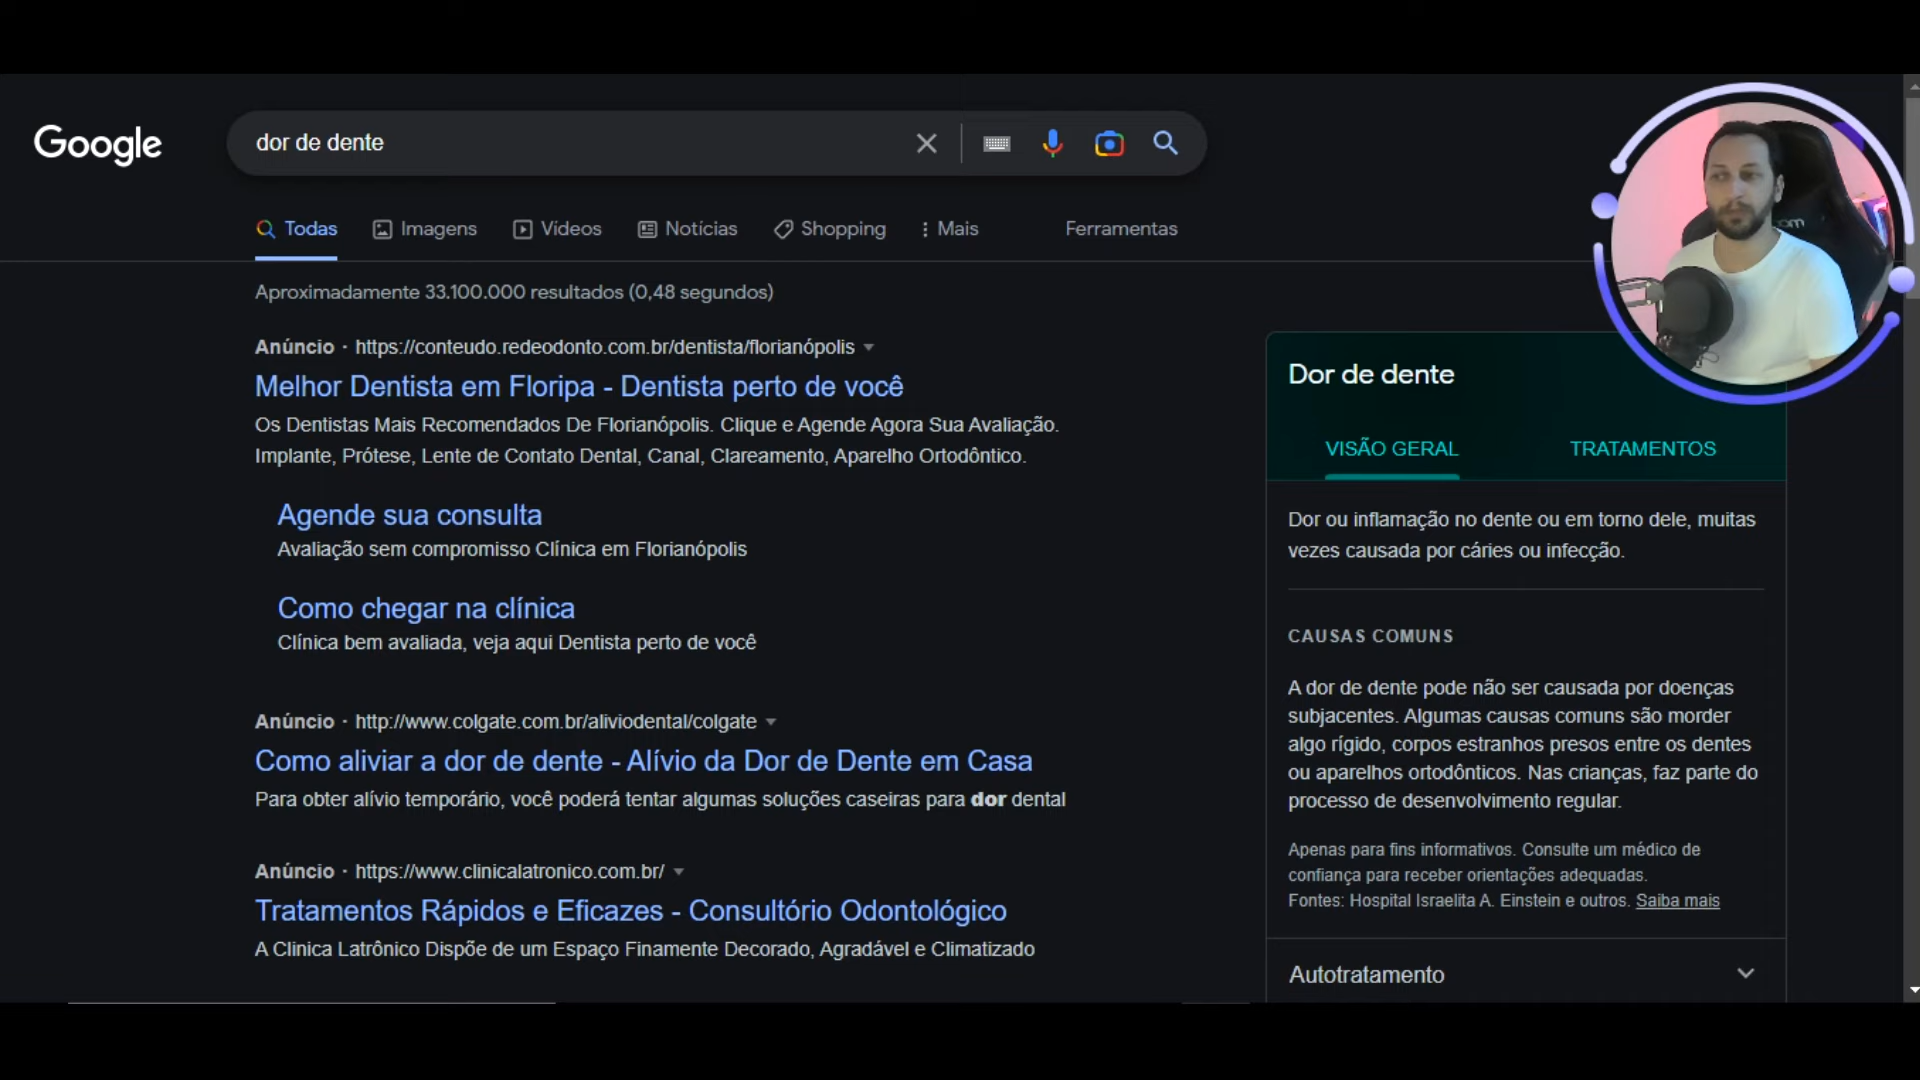 Google
dor de dente
Todas
Imagens
Vídeos
Notícias
Shopping
Mais
Ferramentas
Aproximadamente 33.100.000 resultados (0,48 segundos)
Anúncio · https://conteudo.redeodonto.com.br/dentista/florianópolis
Melhor Dentista em Floripa - Dentista perto de você
Os Dentistas Mais Recomendados De Florianópolis. Clique e Agende Agora Sua Avaliação.
Implante, Prótese, Lente de Contato Dental, Canal, Clareamento, Aparelho Ortodôntico.
Agende sua consulta
Avaliação sem compromisso Clínica em Florianópolis
Como chegar na clínica
Clínica bem avaliada, veja aqui Dentista perto de você
Anúncio · http://www.colgate.com.br/aliviodental/colgate
Como aliviar a dor de dente - Alívio da Dor de Dente em Casa
Para obter alívio temporário, você poderá tentar algumas soluções caseiras para dor dental
Anúncio · https://www.clinicalatronico.com.br/
Tratamentos Rápidos e Eficazes - Consultório Odontológico
A Clinica Latrônico Dispõe de um Espaço Finamente Decorado, Agradável e Climatizado
Dor de dente
VISÃO GERAL
TRATAMENTOS
Dor ou inflamação no dente ou em torno dele, muitas
vezes causada por cáries ou infecção.
CAUSAS COMUNS
A dor de dente pode não ser causada por doenças
subjacentes. Algumas causas comuns são morder
algo rígido, corpos estranhos presos entre os dentes
ou aparelhos ortodônticos. Nas crianças, faz parte do
processo de desenvolvimento regular.
Apenas para fins informativos. Consulte um médico de
confiança para receber orientações adequadas.
Fontes: Hospital Israelita A. Einstein e outros. Saiba mais
Autotratamento